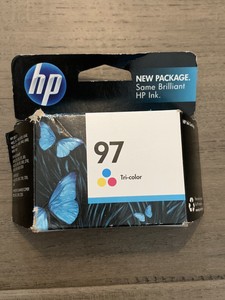 hp
NEW PACKAGE.
Same Brilliant
HP Ink.
97
Tri-color